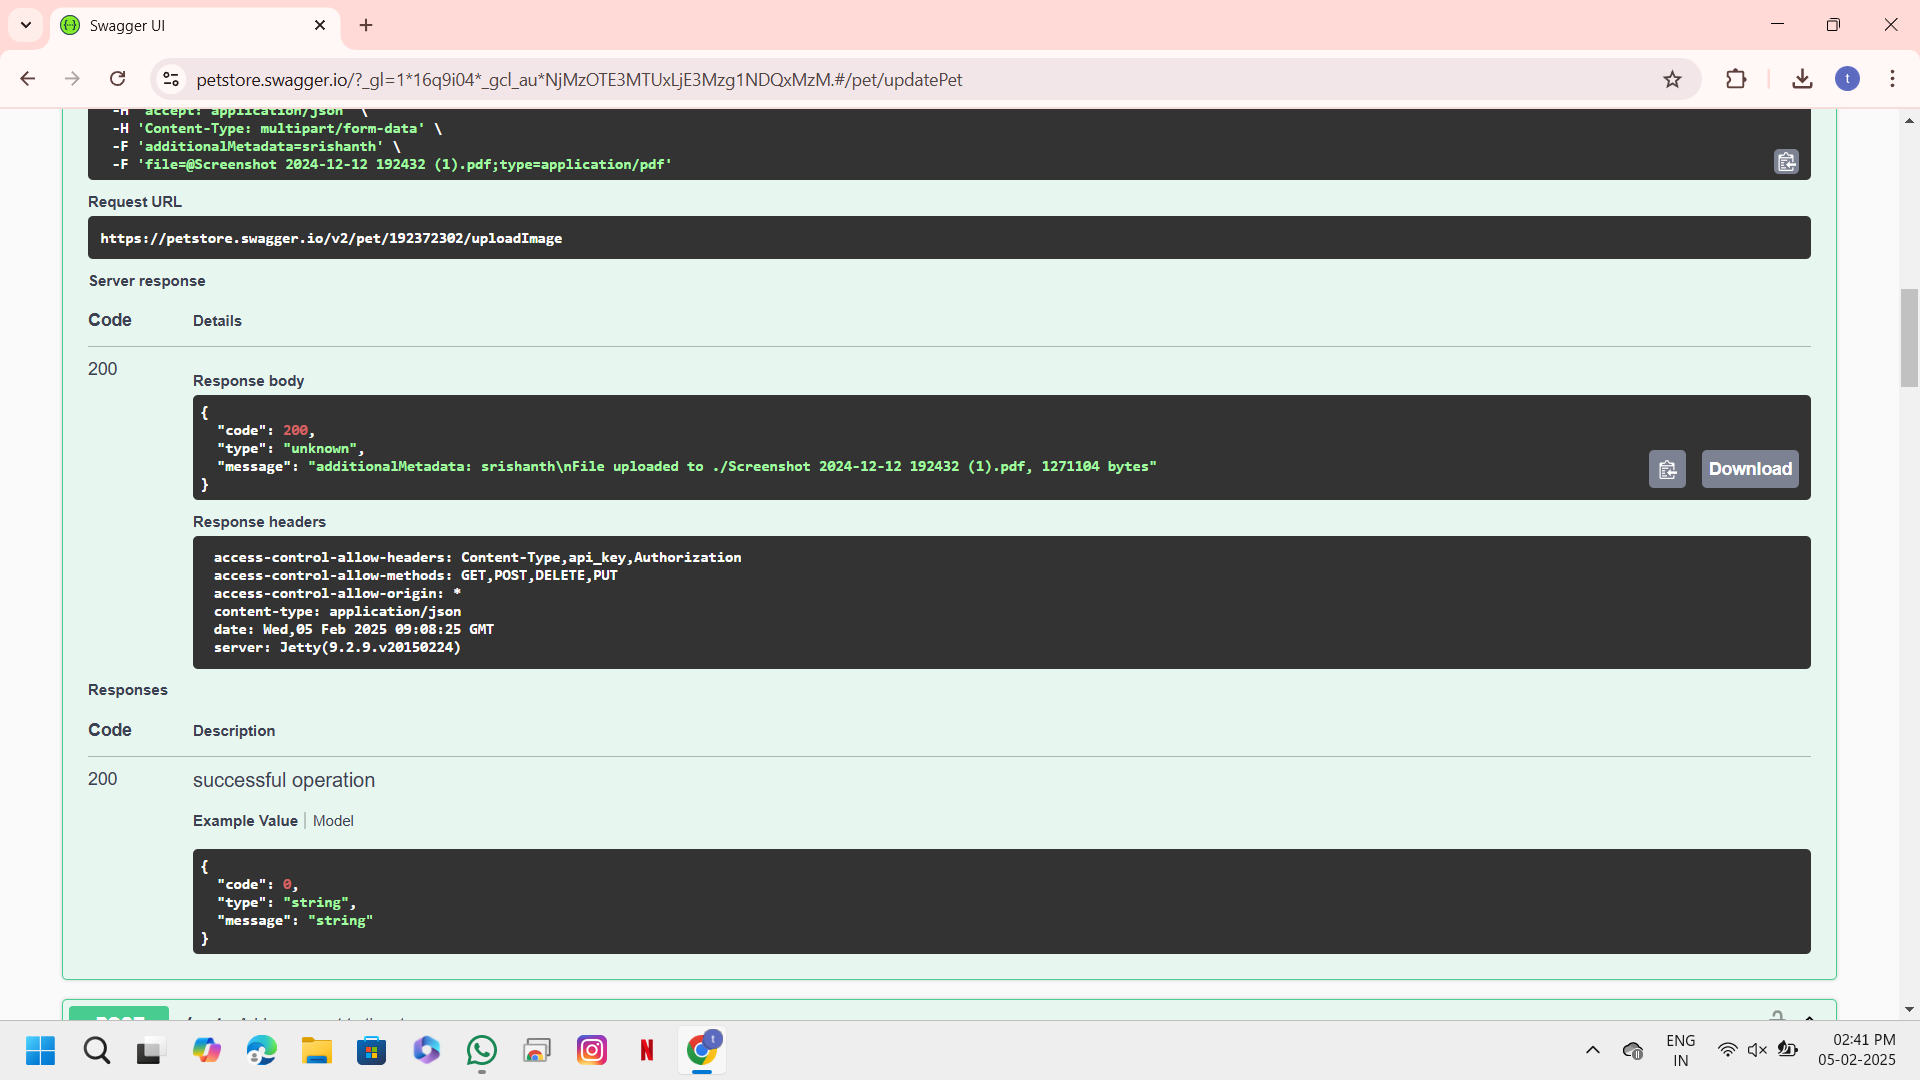 Swagger UI
petstore.swagger.io/?_gl=1*16q9i04*_gcl_au*NjMzOTE3MTUxLjE3Mzg1NDQxMzM.#/pet/updatePet
t
-H 'accept: application/json' \
-H 'Content-Type: multipart/form-data' \
-F 'additionalMetadata=srishanth' \
-F 'file=@Screenshot 2024-12-12 192432 (1).pdf;type=application/pdf'
Request URL
https://petstore.swagger.io/v2/pet/192372302/uploadImage
Server response
Code Details
200
Response body
{
"code": 200,
"type": "unknown",
"message": "additionalMetadata: srishanth\nFile uploaded to ./Screenshot 2024-12-12 192432 (1).pdf, 1271104 bytes"
}
Download
Response headers
access-control-allow-headers: Content-Type,api_key,Authorization
access-control-allow-methods: GET,POST,DELETE,PUT
access-control-allow-origin: *
content-type: application/json
date: Wed,05 Feb 2025 09:08:25 GMT
server: Jetty(9.2.9.v20150224)
Responses
Code Description
200 successful operation
Example Value | Model
{
"code": 0,
"type": "string",
"message": "string"
}
POST
ENG
IN
02:41 PM
05-02-2025